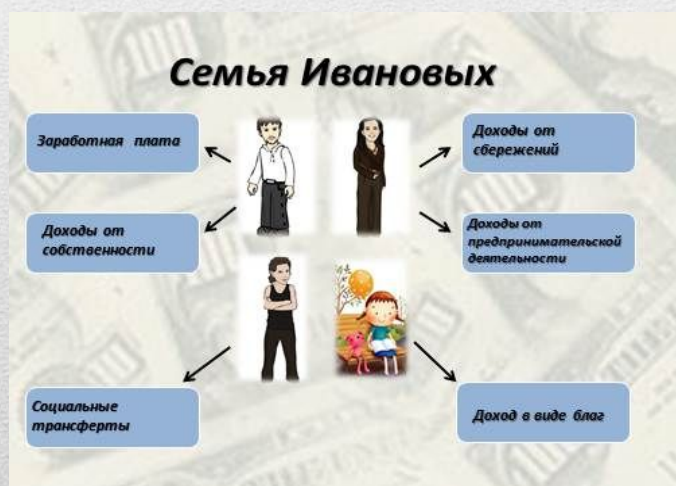 Семья Ивановых
Заработная плата
Доходы от
собственности
Доходы от
сбережений
Доходы от
предпринимательской
деятельности
Социальные
трансферты
Доход в виде благ